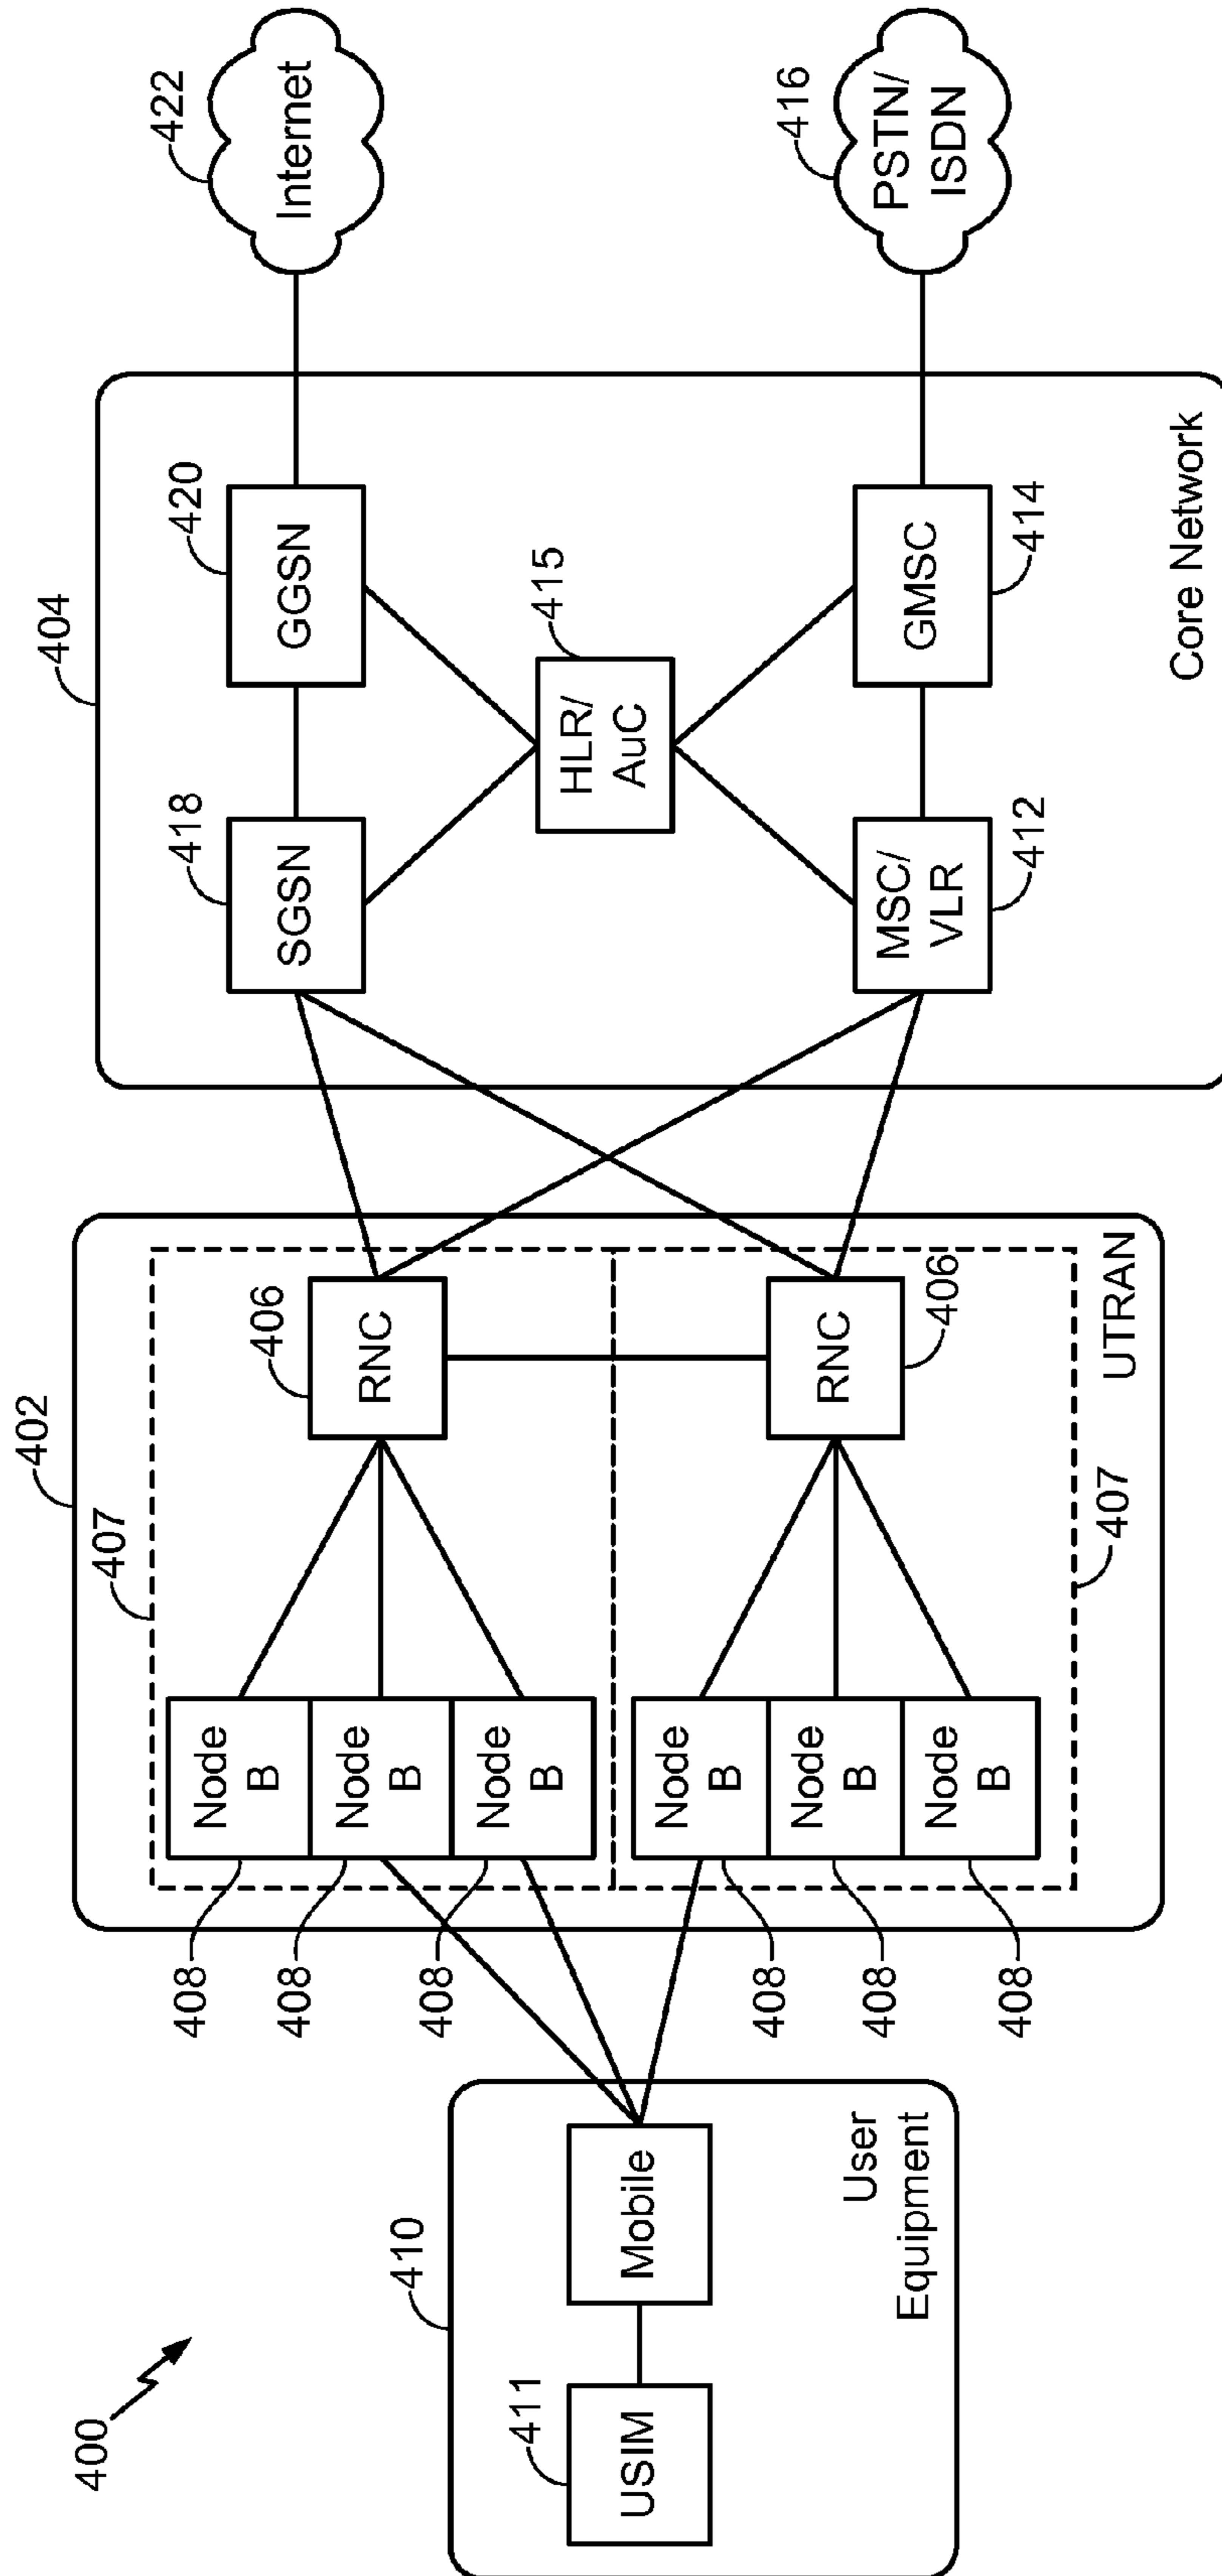 400
410
411
USIM
Mobile
User
Equipment
402
407
408
408
408
408
408
408
Node
B
Node
B
Node
B
Node
B
Node
B
Node
B
406
RNC
RNC
406
407
UTRAN
404
418
SGSN
420
GGSN
HLR/
AuC
415
MSC/
VLR
412
GMSC
414
Core Network
422
Internet
416
PSTN/
ISDN